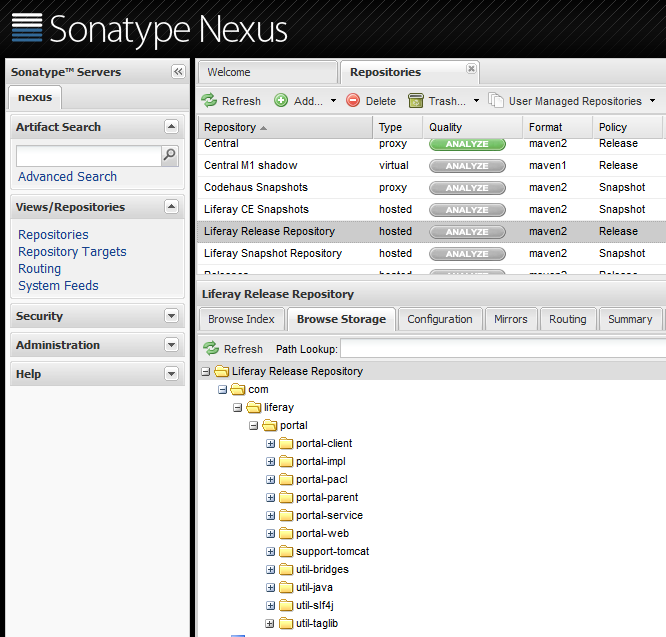 Sonatype Nexus
Sonatype™ Servers
nexus
Artifact Search
Advanced Search
Views/Repositories
Repositories
Repository Targets
Routing
System Feeds
Security
Administration
Help
Welcome Repositories
Refresh Add... Delete Trash... User Managed Repositories
Repository Type Quality Format Policy
Central proxy ANALYZE maven2 Release
Central M1 shadow virtual ANALYZE maven1 Release
Codehaus Snapshots proxy ANALYZE maven2 Snapshot
Liferay CE Snapshots hosted ANALYZE maven2 Snapshot
Liferay Release Repository hosted ANALYZE maven2 Release
Liferay Snapshot Repository hosted ANALYZE maven2 Snapshot
Releases hosted ANALYZE maven2 Release
Liferay Release Repository
Browse Index Browse Storage Configuration Mirrors Routing Summary
Refresh Path Lookup:
Liferay Release Repository
com
liferay
portal
portal-client
portal-impl
portal-pacl
portal-parent
portal-service
portal-web
support-tomcat
util-bridges
util-java
util-slf4j
util-taglib